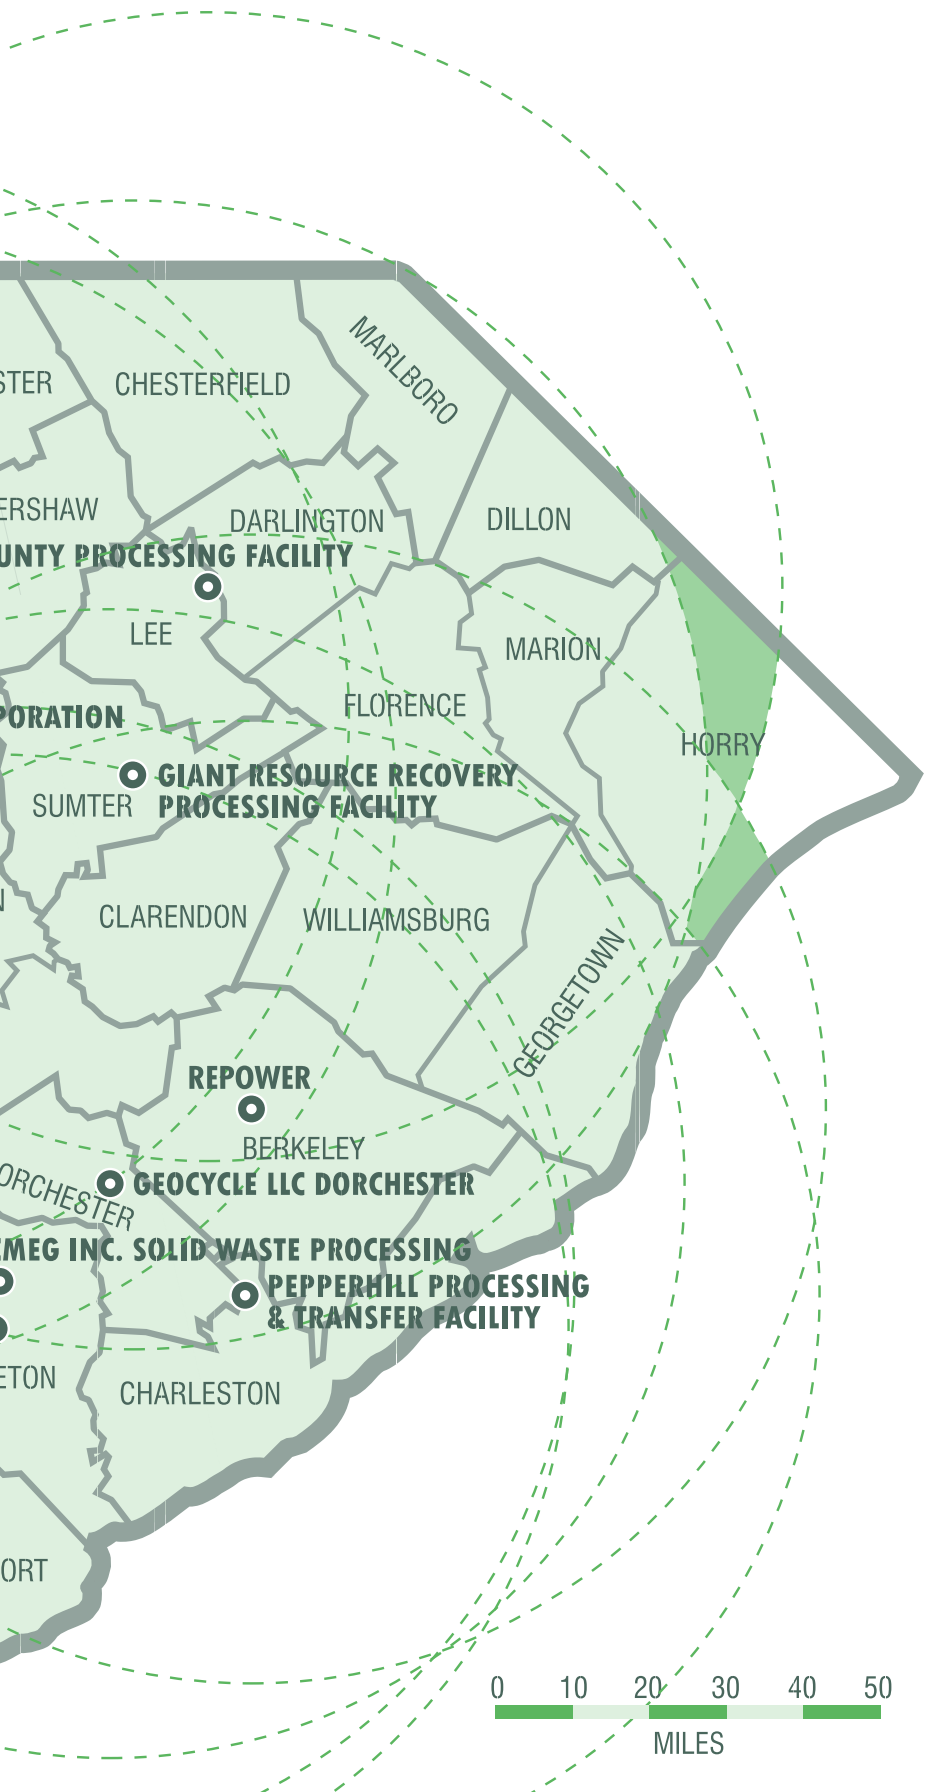 MARLBORO
STER
CHESTERFIELD
ERSHAW
DARLINGTON
DILLON
UNTY PROCESSING FACILITY
LEE
MARION
FLORENCE
PORATION
HORRY
GIANT RESOURCE RECOVERY
PROCESSING FACILITY
SUMTER
N
CLARENDON
WILLIAMSBURG
GEORGETOWN
REPOWER
BERKELEY
GEOCYCLE LLC DORCHESTER
ORCHESTER
EMEG INC. SOLID WASTE PROCESSING
PEPPERHILL PROCESSING
& TRANSFER FACILITY
ETON
CHARLESTON
ORT
0 10 20 30 40 50
MILES